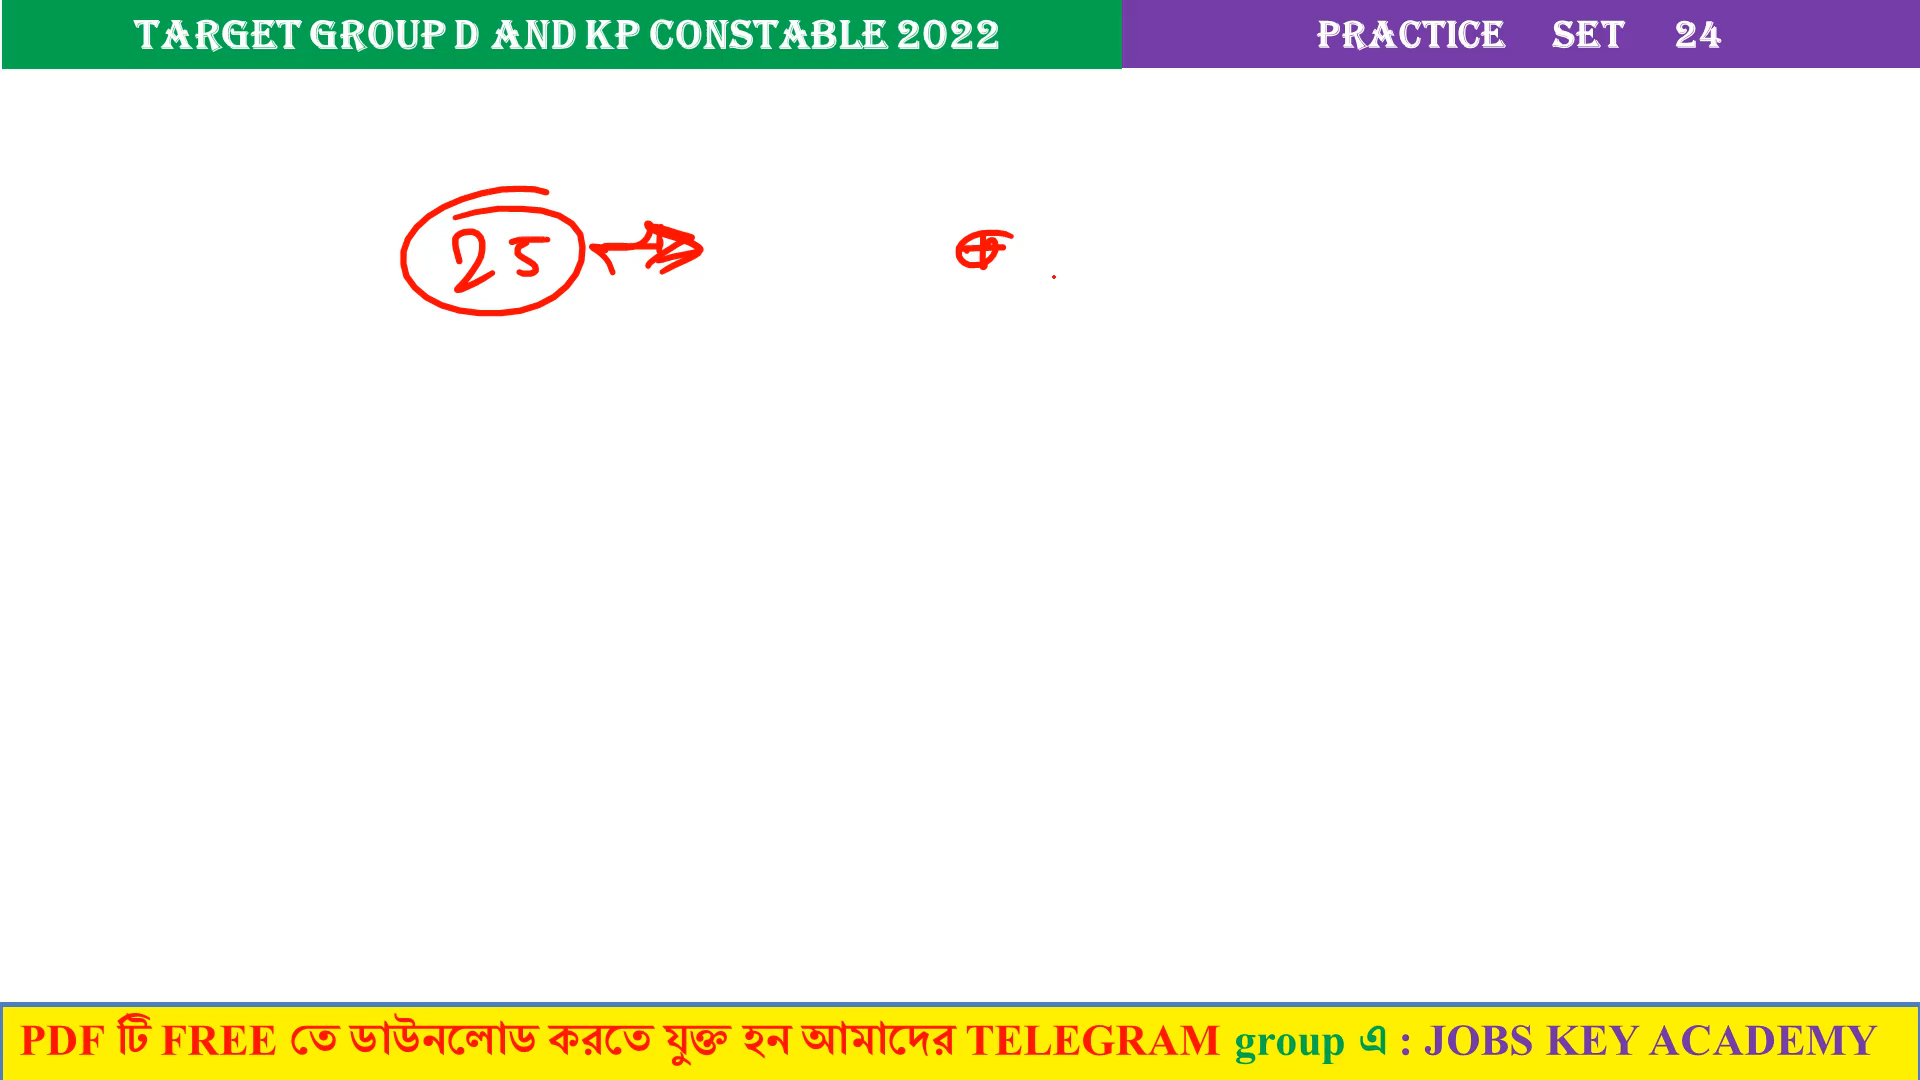 TARGET GROUP D AND KP CONSTABLE 2022
PRACTICE SET 24
25
PDF টি FREE তে ডাউনলোড করতে যুক্ত হন আমাদের TELEGRAM group এ : JOBS KEY ACADEMY